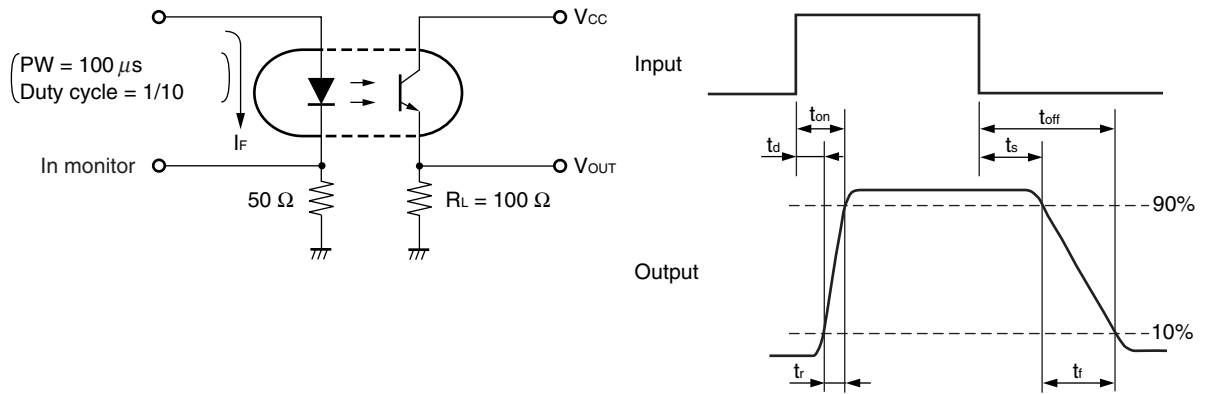 PW = 100 μs
Duty cycle = 1/10
IF
In monitor
50 Ω
VCC
VOUT
RL = 100 Ω
Input
ton
toff
td
ts
90%
Output
10%
tr
tf